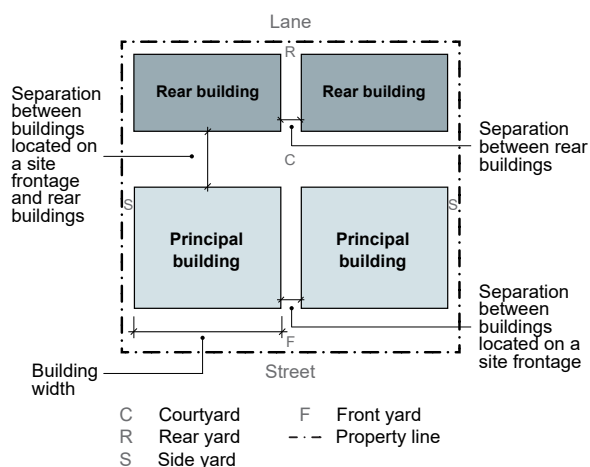 Lane
R
Rear building
Rear building
Separation
between
buildings
located on
a site
frontage
and rear
buildings
Separation
between rear
buildings
C
S
S
Principal
building
Principal
building
Separation
between
buildings
located on a
site frontage
F
Building
width
Street
C Courtyard
F Front yard
R Rear yard
Property line
S Side yard